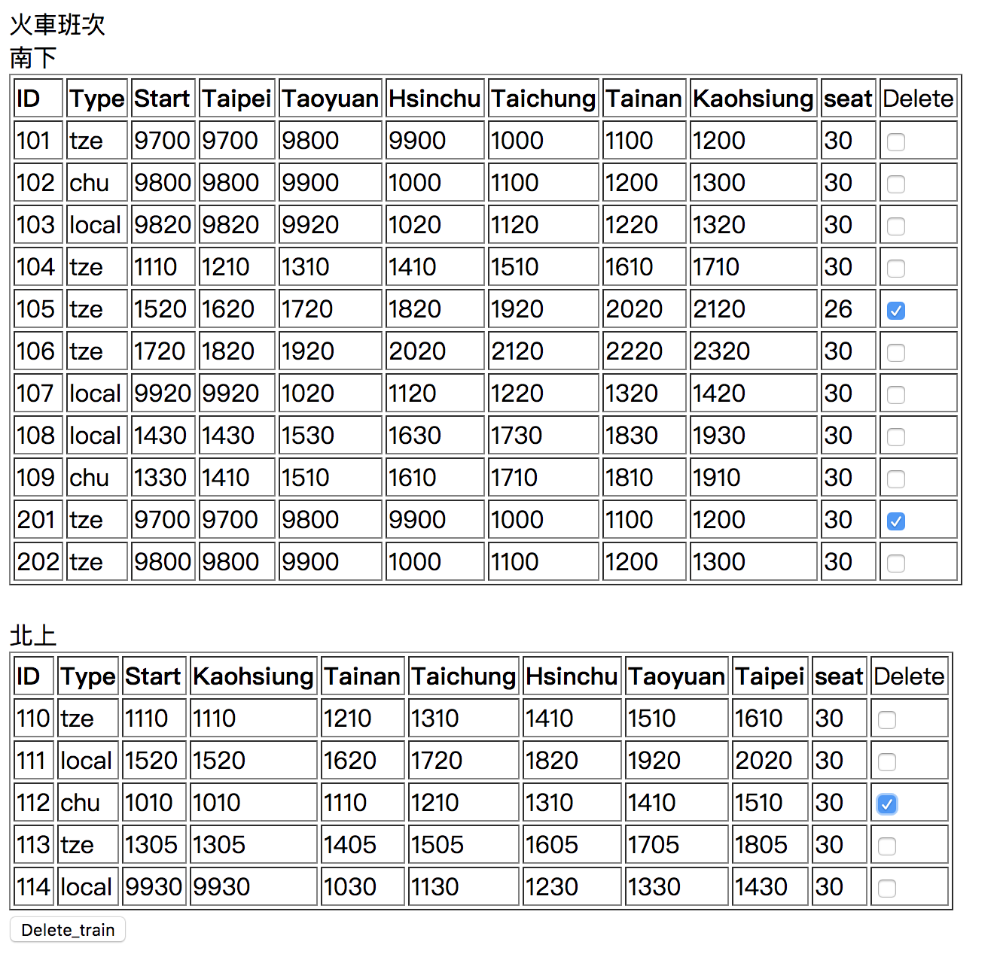 火車班次
南下
ID Type Start Taipei Taoyuan Hsinchu Taichung Tainan Kaohsiung seat Delete
101 tze 9700 9700 9800 9900 1000 1100 1200 30
102 chu 9800 9800 9900 1000 1100 1200 1300 30
103 local 9820 9820 9920 1020 1120 1220 1320 30
104 tze 1110 1210 1310 1410 1510 1610 1710 30
105 tze 1520 1620 1720 1820 1920 2020 2120 26
106 tze 1720 1820 1920 2020 2120 2220 2320 30
107 local 9920 9920 1020 1120 1220 1320 1420 30
108 local 1430 1430 1530 1630 1730 1830 1930 30
109 chu 1330 1410 1510 1610 1710 1810 1910 30
201 tze 9700 9700 9800 9900 1000 1100 1200 30
202 tze 9800 9800 9900 1000 1100 1200 1300 30
北上
ID Type Start Kaohsiung Tainan Taichung Hsinchu Taoyuan Taipei seat Delete
110 tze 1110 1110 1210 1310 1410 1510 1610 30
111 local 1520 1520 1620 1720 1820 1920 2020 30
112 chu 1010 1010 1110 1210 1310 1410 1510 30
113 tze 1305 1305 1405 1505 1605 1705 1805 30
114 local 9930 9930 1030 1130 1230 1330 1430 30
Delete_train